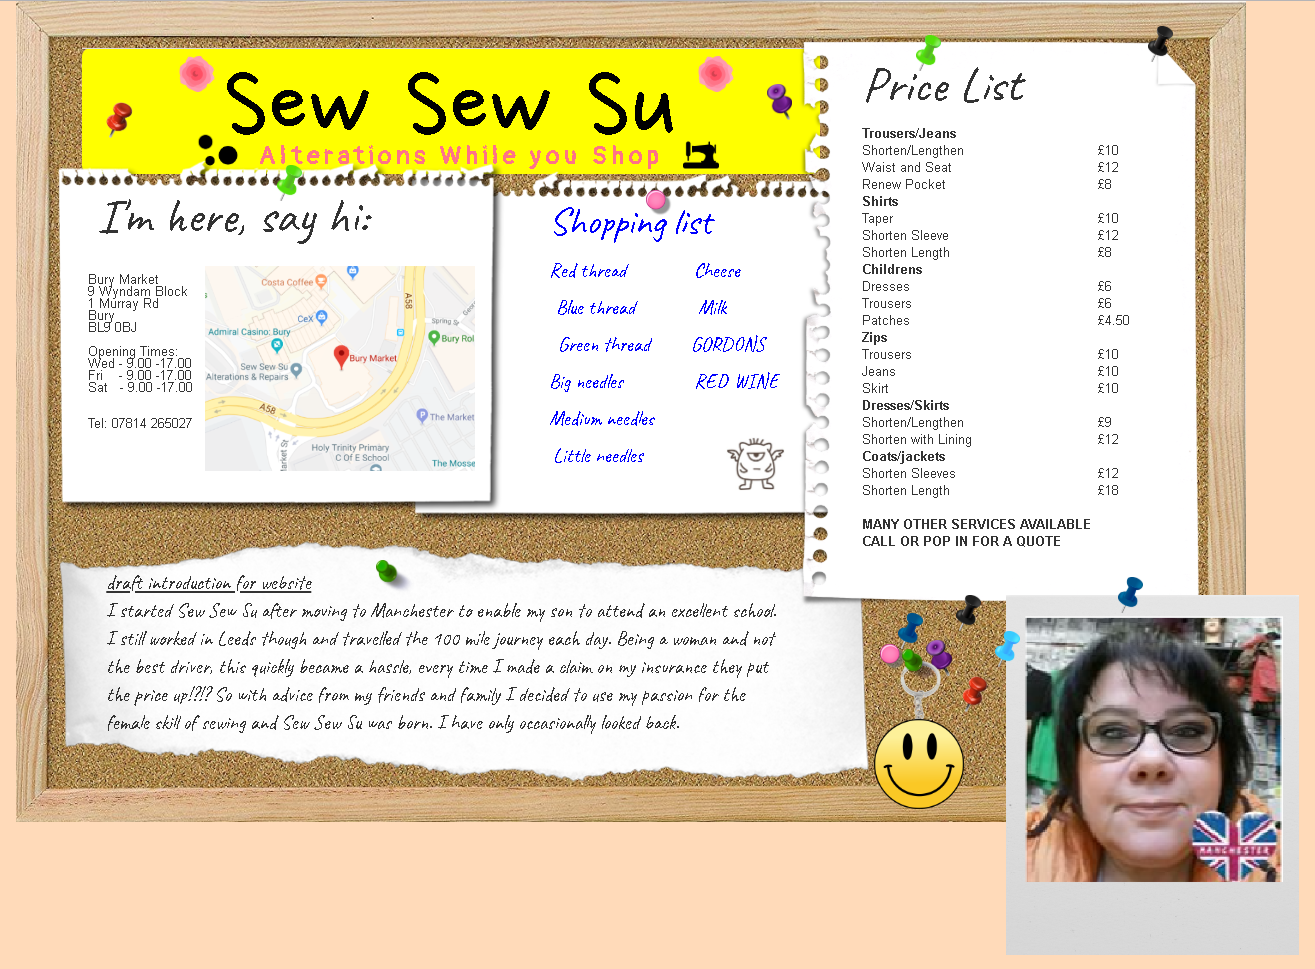 Sew Sew Su
Alterations While you Shop
I'm here, say hi:
Bury Market
9 Wyndam Block
1 Murray Rd
Bury
BL9 0BJ
Opening Times:
Wed - 9.00 -17.00
Fri - 9.00 -17.00
Sat - 9.00 -17.00
Tel: 07814 265027
Costa Coffee
CeX
A58
Spring S
Admiral Casino: Bury
Bury Rol
Bury Market
Sew Sew Su
Alterations & Repairs
A58
The Market
Holy Trinity Primary
C Of E School
arket St
The Mosse
Shopping list
Red thread Cheese
Blue thread Milk
Green thread GORDONS
Big needles RED WINE
Medium needles
Little needles
Price List
Trousers/Jeans
Shorten/Lengthen £10
Waist and Seat £12
Renew Pocket £8
Shirts
Taper £10
Shorten Sleeve £12
Shorten Length £8
Childrens
Dresses £6
Trousers £6
Patches £4.50
Zips
Trousers £10
Jeans £10
Skirt £10
Dresses/Skirts
Shorten/Lengthen £9
Shorten with Lining £12
Coats/jackets
Shorten Sleeves £12
Shorten Length £18
MANY OTHER SERVICES AVAILABLE
CALL OR POP IN FOR A QUOTE
draft introduction for website
I started Sew Sew Su after moving to Manchester to enable my son to attend an excellent school.
I still worked in Leeds though and travelled the 100 mile journey each day. Being a woman and not
the best driver, this quickly became a hassle, every time I made a claim on my insurance they put
the price up!?!? So with advice from my friends and family I decided to use my passion for the
female skill of sewing and Sew Sew Su was born. I have only occasionally looked back.
MANCHESTER